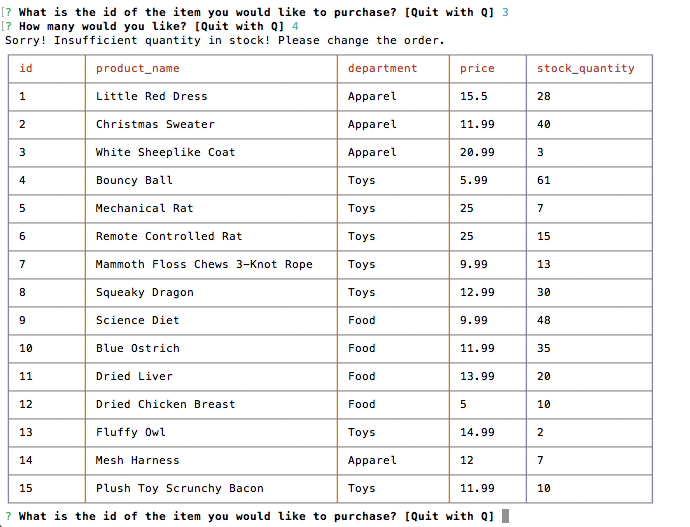 ? What is the id of the item you would like to purchase? [Quit with Q] 3
? How many would you like? [Quit with Q] 4
Sorry! Insufficient quantity in stock! Please change the order.
id product_name department price stock_quantity
1 Little Red Dress Apparel 15.5 28
2 Christmas Sweater Apparel 11.99 40
3 White Sheeplike Coat Apparel 20.99 3
4 Bouncy Ball Toys 5.99 61
5 Mechanical Rat Toys 25 7
6 Remote Controlled Rat Toys 25 15
7 Mammoth Floss Chews 3-Knot Rope Toys 9.99 13
8 Squeaky Dragon Toys 12.99 30
9 Science Diet Food 9.99 48
10 Blue Ostrich Food 11.99 35
11 Dried Liver Food 13.99 20
12 Dried Chicken Breast Food 5 10
13 Fluffy Owl Toys 14.99 2
14 Mesh Harness Apparel 12 7
15 Plush Toy Scrunchy Bacon Toys 11.99 10
? What is the id of the item you would like to purchase? [Quit with Q]